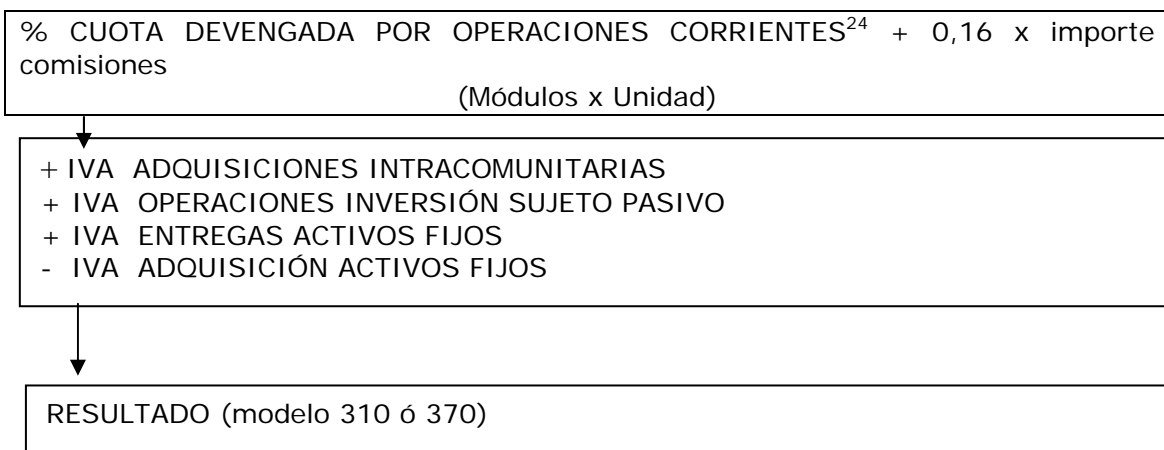 % CUOTA DEVENGADA POR OPERACIONES CORRIENTES24 + 0,16 x importe
comisiones
(Módulos x Unidad)
+ IVA ADQUISICIONES INTRACOMUNITARIAS
+ IVA OPERACIONES INVERSIÓN SUJETO PASIVO
+ IVA ENTREGAS ACTIVOS FIJOS
- IVA ADQUISICIÓN ACTIVOS FIJOS
RESULTADO (modelo 310 ó 370)